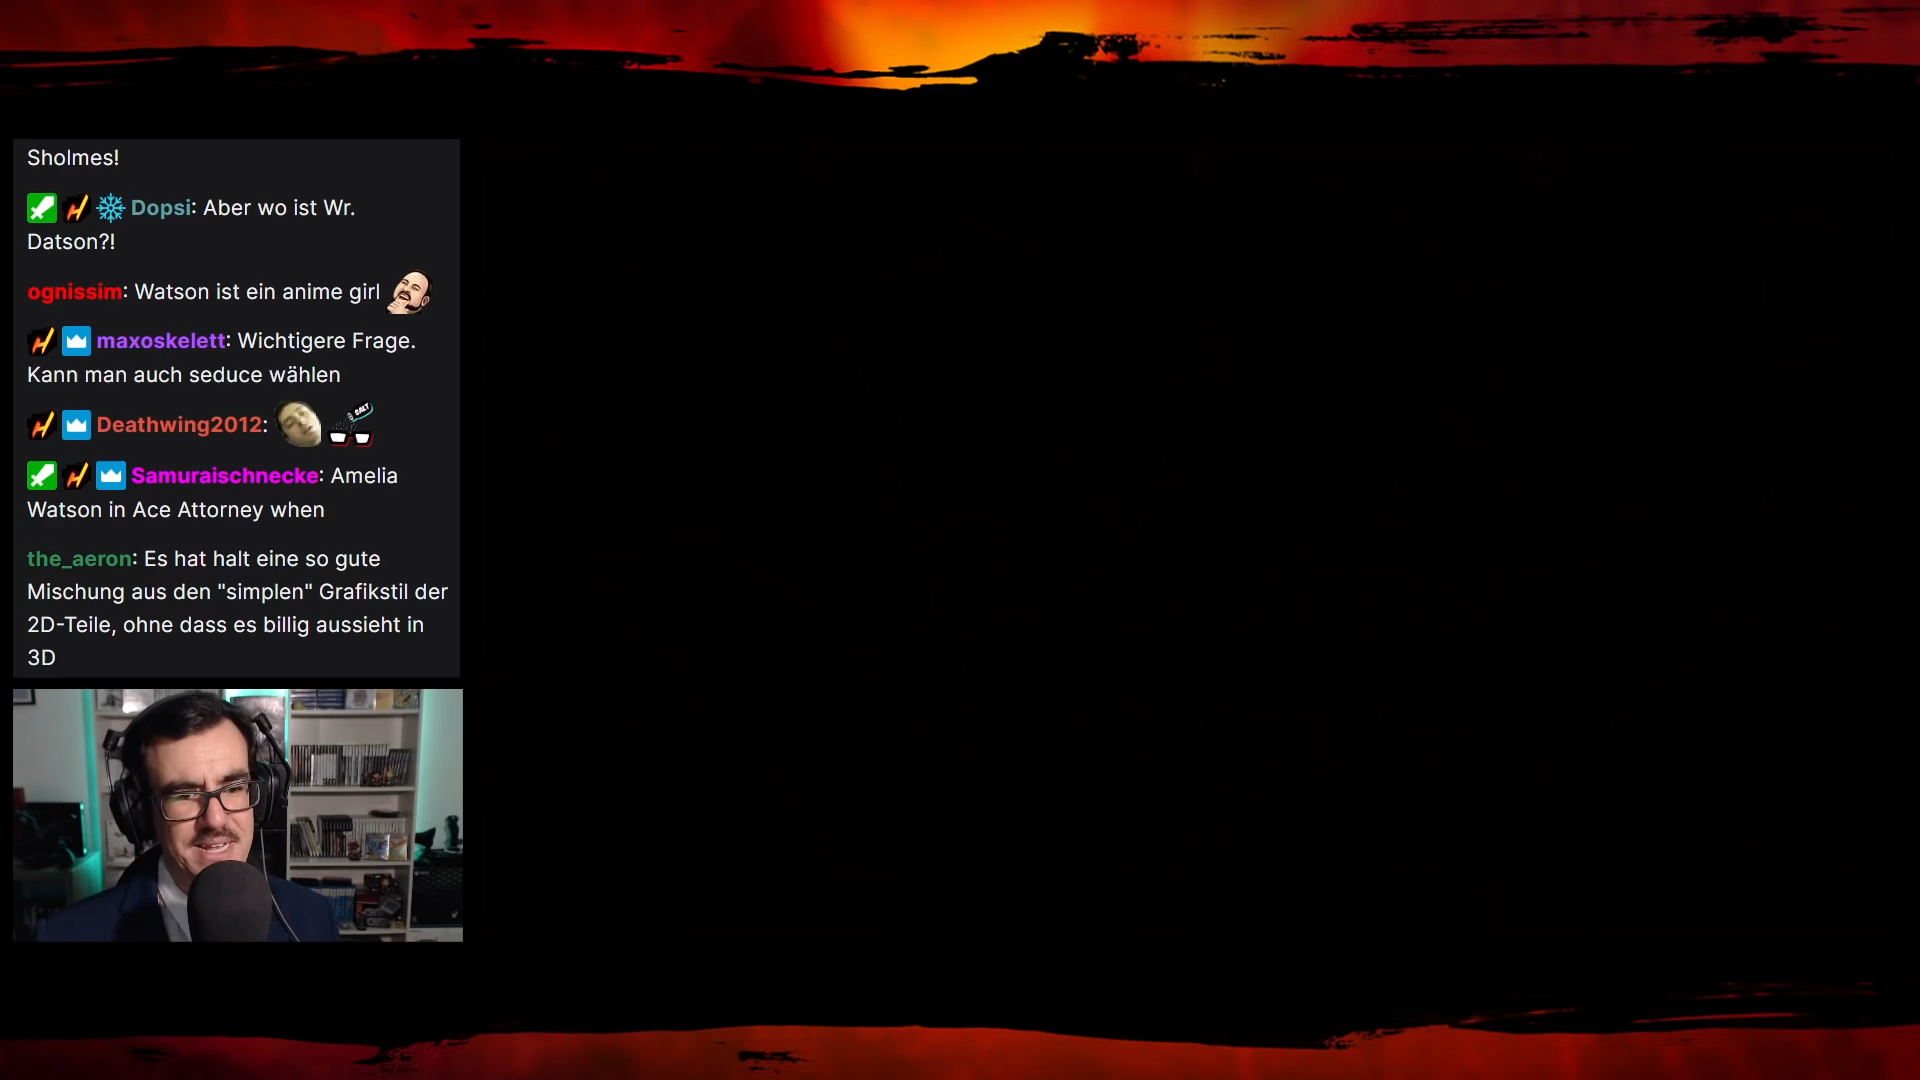 Sholmes!
Dopsi: Aber wo ist Wr.
Datson?!
ognissim: Watson ist ein anime girl
maxoskelett: Wichtigere Frage.
Kann man auch seduce wählen
Deathwing2012:
SALT
Samuraischnecke: Amelia
Watson in Ace Attorney when
the_aeron: Es hat halt eine so gute
Mischung aus den "simplen" Grafikstil der
2D-Teile, ohne dass es billig aussieht in
3D